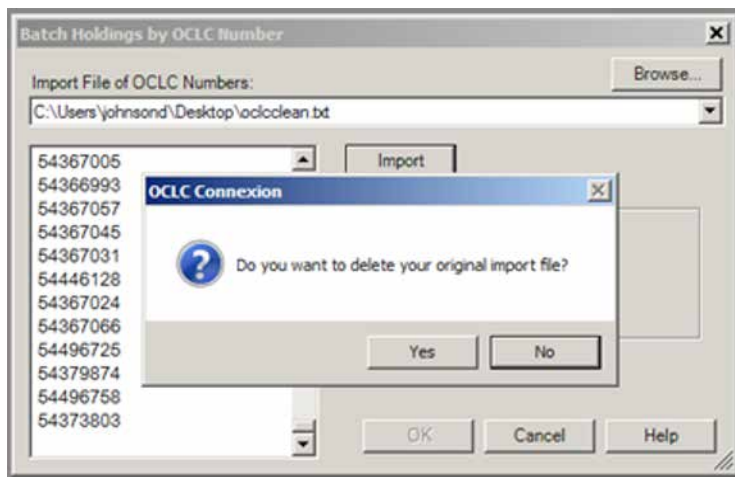 Batch Holdings by OCLC Number
Import File of OCLC Numbers:
Browse...
C:\Users\johnsond\Desktop\oclcclean.txt
Import
54367005
54366993
54367057
54367045
54367031
54446128
54367024
54367066
54496725
54379874
54496758
54373803
OCLC Connexion
Do you want to delete your original import file?
Yes
No
OK
Cancel
Help